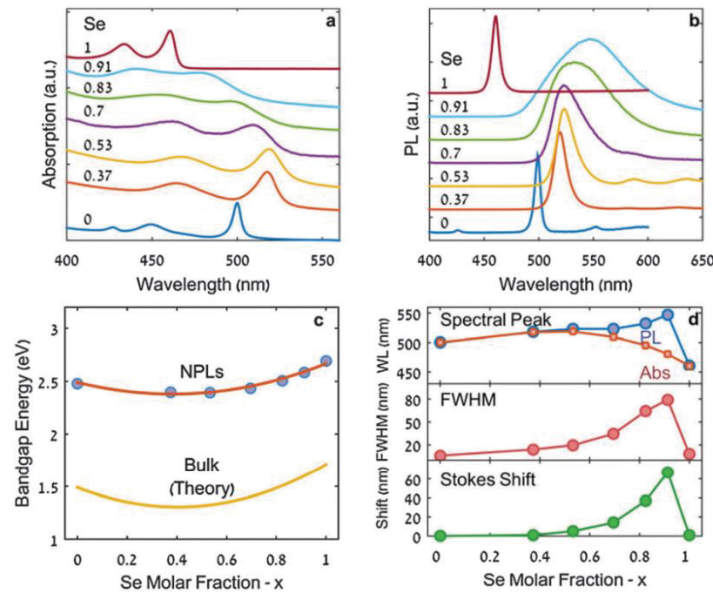 a
Se
1
0.91
0.83
0.7
0.53
0.37
0
Absorption (a.u.)
400 450 500 550
Wavelength (nm)
b
Se
1
0.91
0.83
0.7
0.53
0.37
0
PL (a.u.)
400 450 500 550 600 650
Wavelength (nm)
c
3
2.5
2
1.5
1
Bandgap Energy (eV)
NPLs
Bulk
(Theory)
0 0.2 0.4 0.6 0.8 1
Se Molar Fraction - x
d
Spectral Peak
PL
Abs
550
500
450
WL (nm)
FWHM
80
60
20
FWHM (nm)
Stokes Shift
60
40
20
0
Shift (nm)
0 0.2 0.4 0.6 0.8 1
Se Molar Fraction - x